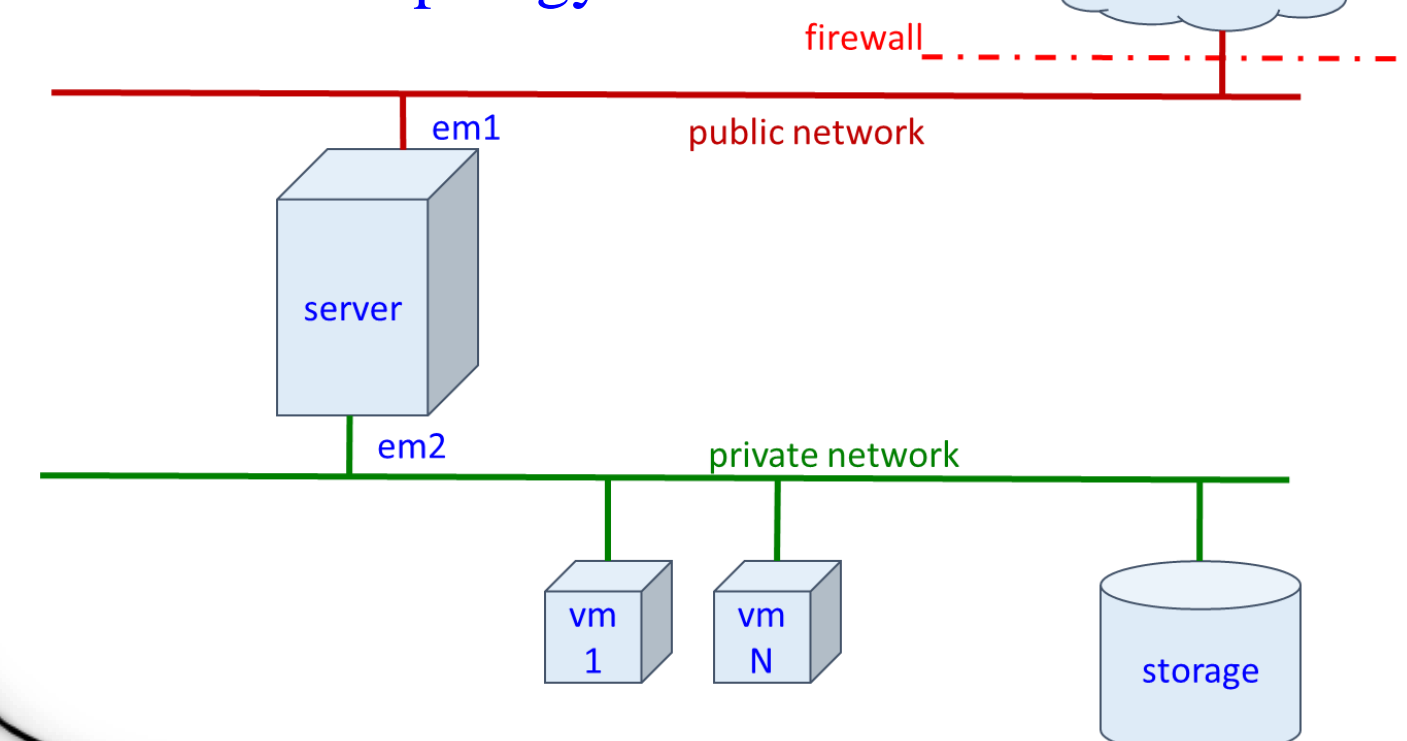 firewall
em1
public network
server
em2
private network
vm
1
vm
N
storage